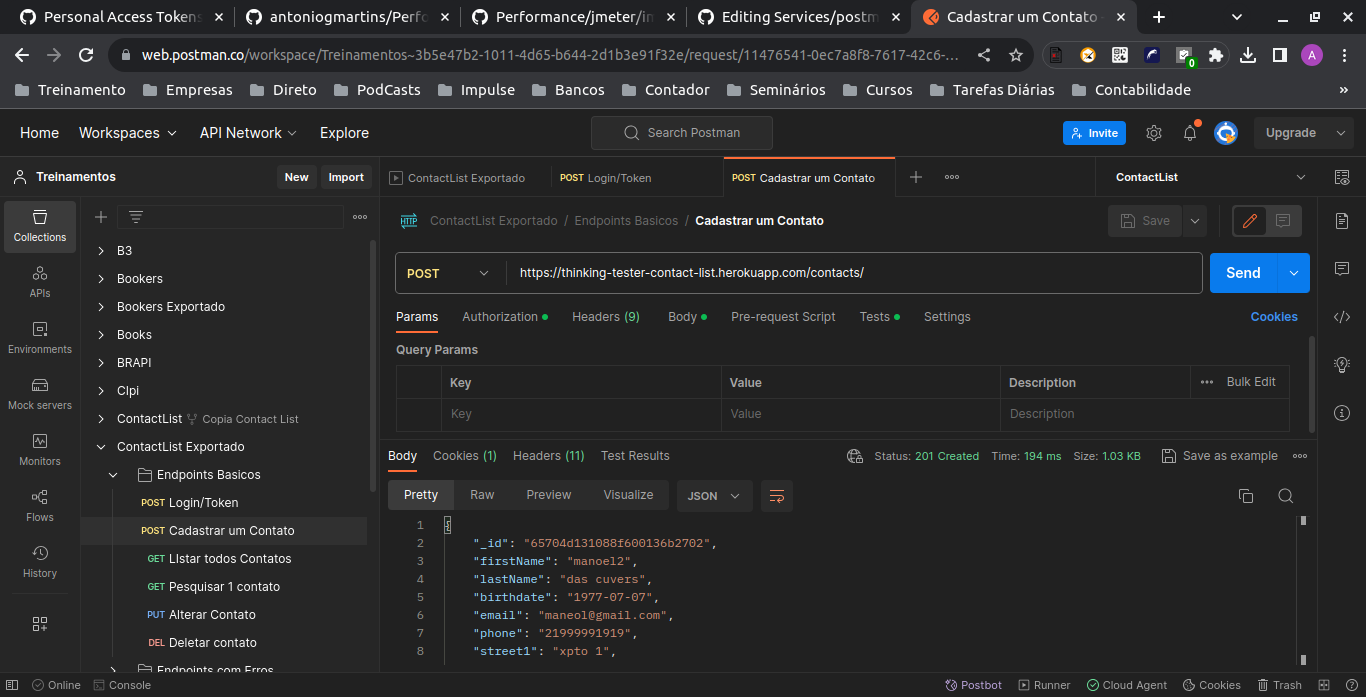 Personal Access Tokens
antoniogmartins/Perfo
Performance/jmeter/in
Editing Services/postm
Cadastrar um Contato
web.postman.co/workspace/Treinamentos~3b5e47b2-1011-4d65-b644-2d1b3e91f32e/request/11476541-0ec7a8f8-7617-42c6-...
0
A
Treinamento
Empresas
Direto
PodCasts
Impulse
Bancos
Contador
Seminários
Cursos
Tarefas Diárias
Contabilidade
»
Home
Workspaces
API Network
Explore
Search Postman
Invite
Upgrade
Treinamentos
New
Import
ContactList Exportado
POST Login/Token
POST Cadastrar um Contato
ContactList
Collections
APIs
Environments
Mock servers
Monitors
Flows
History
B3
Bookers
Bookers Exportado
Books
BRAPI
Clpi
ContactList Copia Contact List
ContactList Exportado
Endpoints Basicos
POST Login/Token
POST Cadastrar um Contato
GET LIstar todos Contatos
GET Pesquisar 1 contato
PUT Alterar Contato
DEL Deletar contato
Endpoints com Erros
HTTP
ContactList Exportado / Endpoints Basicos / Cadastrar um Contato
Save
POST
https://thinking-tester-contact-list.herokuapp.com/contacts/
Send
Params
Authorization
Headers (9)
Body
Pre-request Script
Tests
Settings
Cookies
Query Params
Key
Value
Description
Bulk Edit
Key
Value
Description
Body
Cookies (1)
Headers (11)
Test Results
Status: 201 Created
Time: 194 ms
Size: 1.03 KB
Save as example
Pretty
Raw
Preview
Visualize
JSON
1 {
2 "_id": "65704d131088f600136b2702",
3 "firstName": "manoel2",
4 "lastName": "das cuvers",
5 "birthdate": "1977-07-07",
6 "email": "maneol@gmail.com",
7 "phone": "21999991919",
8 "street1": "xpto 1",
Online
Console
Postbot
Runner
Cloud Agent
Cookies
Trash